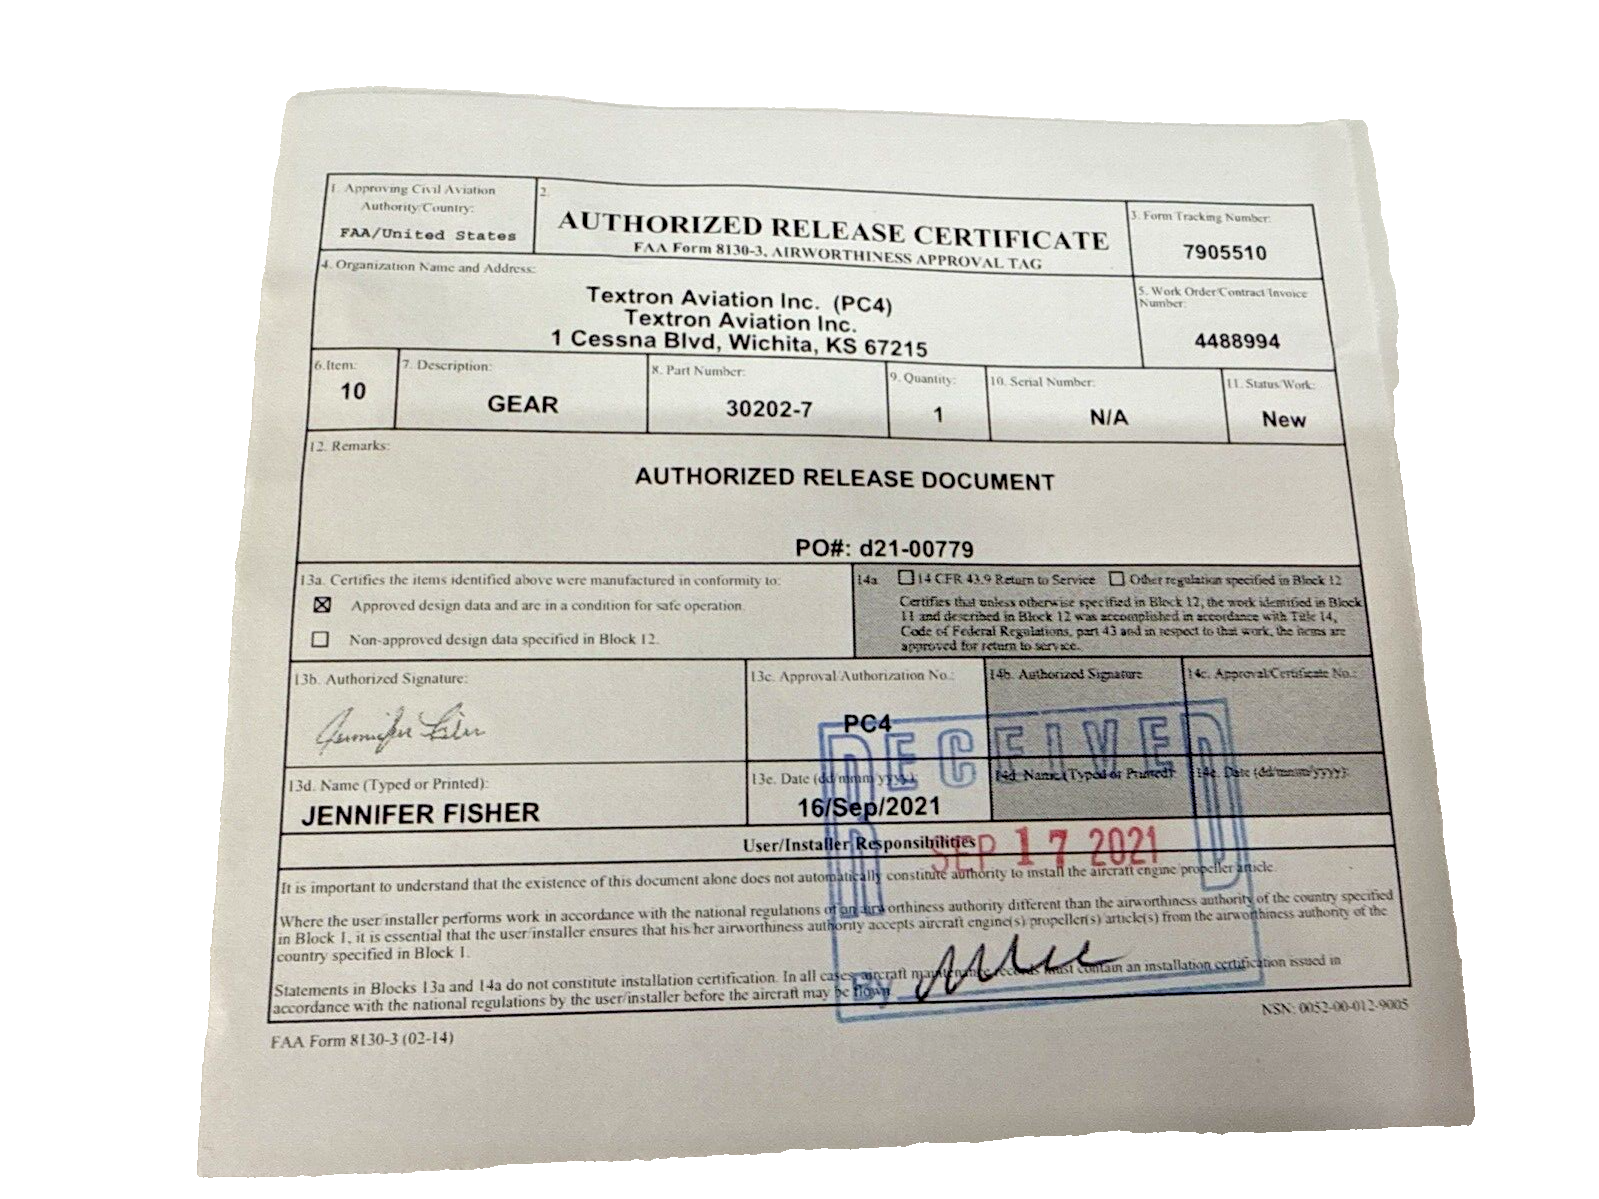 1. Approving Civil Aviation
Authority/Country:
FAA/United States
2.
AUTHORIZED RELEASE CERTIFICATE
FAA Form 8130-3, AIRWORTHINESS APPROVAL TAG
3. Form Tracking Number:
7905510
4. Organization Name and Address:
Textron Aviation Inc. (PC4)
Textron Aviation Inc.
1 Cessna Blvd, Wichita, KS 67215
5. Work Order/Contract/Invoice
Number:
4488994
6.Item:
10
7. Description:
GEAR
8. Part Number:
30202-7
9. Quantity:
1
10. Serial Number:
N/A
11. Status/Work:
New
12. Remarks:
AUTHORIZED RELEASE DOCUMENT
PO#: d21-00779
13a. Certifies the items identified above were manufactured in conformity to:
Approved design data and are in a condition for safe operation.
Non-approved design data specified in Block 12.
14a 14 CFR 43.9 Return to Service Other regulation specified in Block 12
Certifies that unless otherwise specified in Block 12, the work identified in Block
11 and described in Block 12 was accomplished in accordance with Title 14,
Code of Federal Regulations, part 43 and in respect to that work, the items are
approved for return to service.
13b. Authorized Signature:
Jennifer Fisher
13c. Approval/Authorization No.:
PC4
14b. Authorized Signature
14c. Approval/Certificate No.:
13d. Name (Typed or Printed):
JENNIFER FISHER
13e. Date (dd/mmm/yyyy):
16/Sep/2021
14d. Name (Typed or Printed):
14e. Date (dd/mmm/yyyy):
RECEIVED
SEP 17 2021
BY
User/Installer Responsibilities
It is important to understand that the existence of this document alone does not automatically constitute authority to install the aircraft engine propeller article.
Where the user/installer performs work in accordance with the national regulations of an airworthiness authority different than the airworthiness authority of the country specified
in Block 1, it is essential that the user/installer ensures that his her airworthiness authority accepts aircraft engine(s) propeller(s) article(s) from the airworthiness authority of the
country specified in Block 1.
Statements in Blocks 13a and 14a do not constitute installation certification. In all cases, aircraft maintenance records must contain an installation certification issued in
accordance with the national regulations by the user/installer before the aircraft may be flown.
FAA Form 8130-3 (02-14)
NSN: 0052-00-012-9005